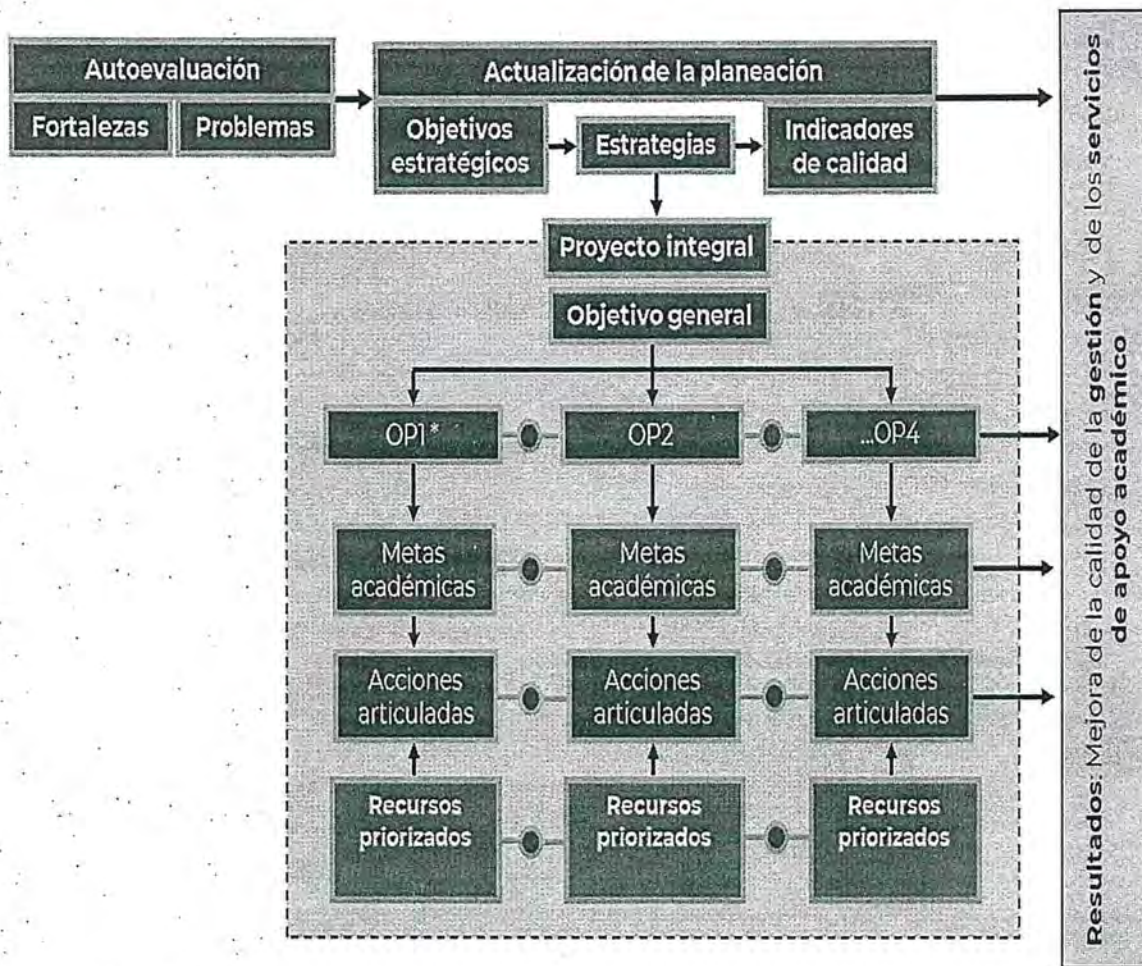 Autoevaluación
Fortalezas
Problemas
Actualización de la planeación
Objetivos
estratégicos
Estrategias
Indicadores
de calidad
Proyecto integral
Objetivo general
OP1*
OP2
...OP4
Metas
académicas
Metas
académicas
Metas
académicas
Acciones
articuladas
Acciones
articuladas
Acciones
articuladas
Recursos
priorizados
Recursos
priorizados
Recursos
priorizados
Resultados: Mejora de la calidad de la gestión y de los servicios
de apoyo académico